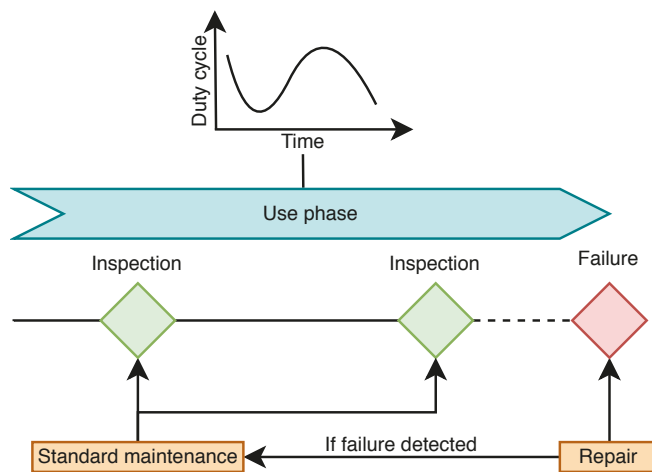 Duty cycle
Time
Use phase
Inspection
Inspection
Failure
If failure detected
Standard maintenance
Repair